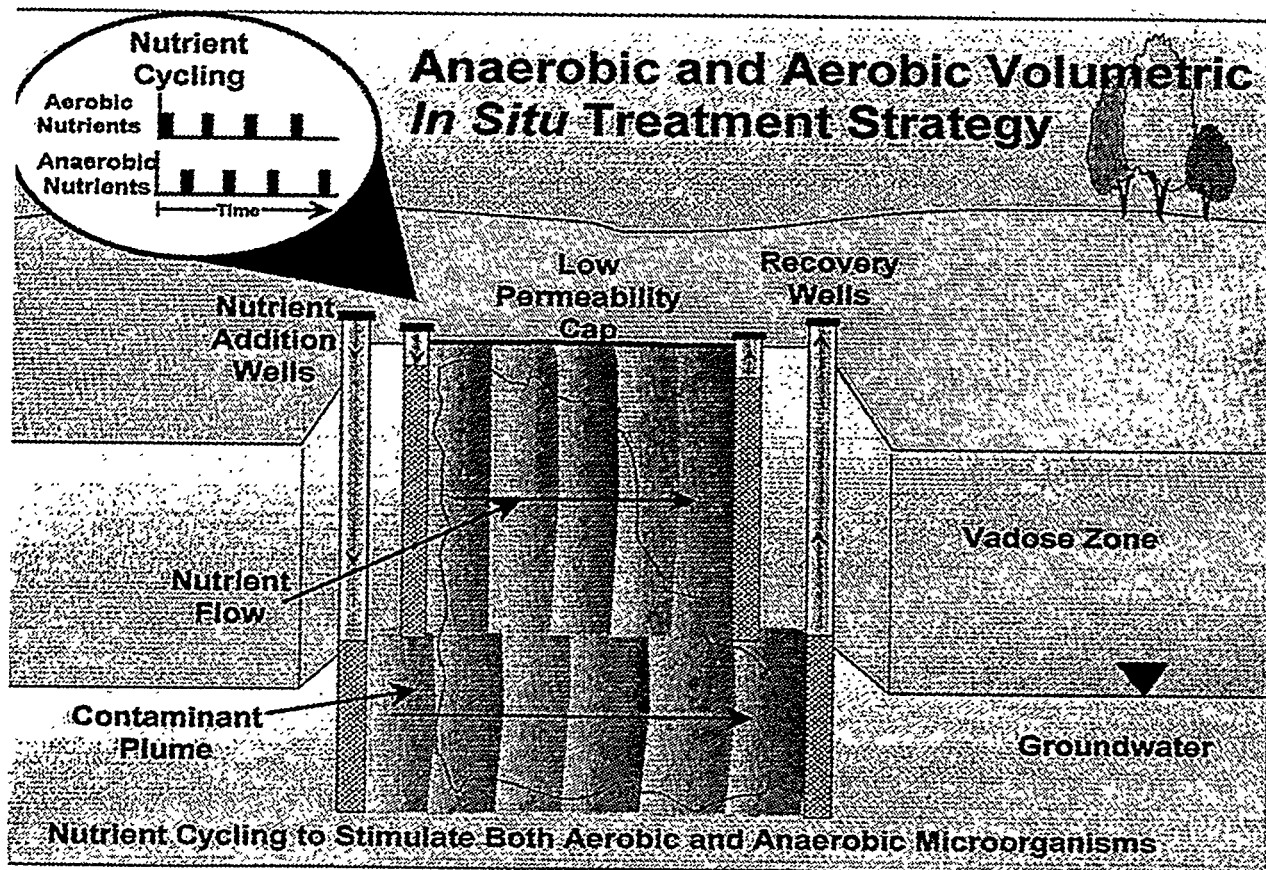 Nutrient
Cycling
Aerobic
Nutrients
Anaerobic
Nutrients
Time
Anaerobic and Aerobic Volumetric
In Situ Treatment Strategy
Low
Permeability
Cap
Recovery
Wells
Nutrient
Addition
Wells
Vadose Zone
Nutrient
Flow
Contaminant
Plume
Groundwater
Nutrient Cycling to Stimulate Both Aerobic and Anaerobic Microorganisms